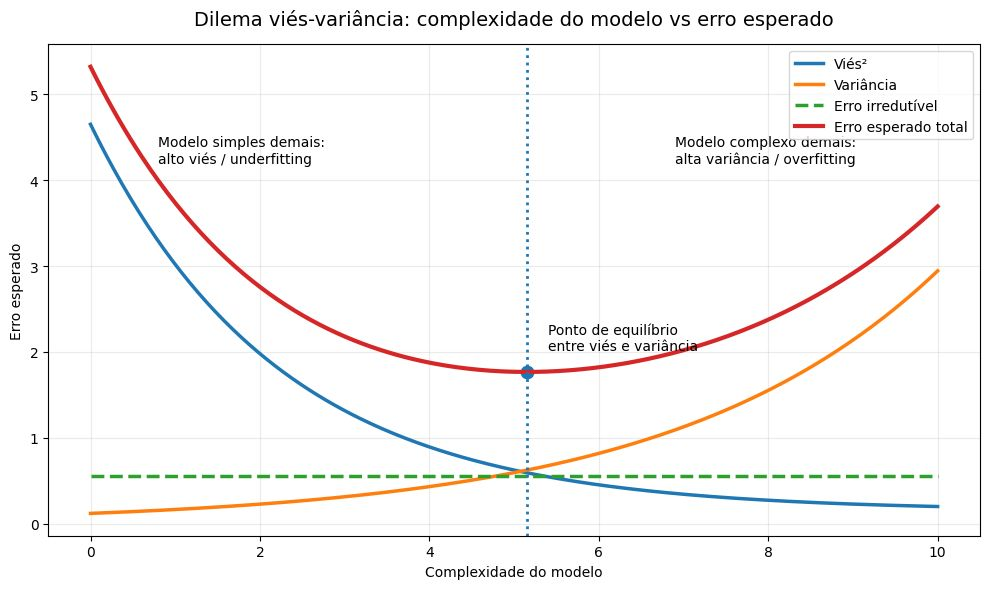 Dilema viés-variância: complexidade do modelo vs erro esperado
Viés²
Variância
Erro irredutível
Erro esperado total
Modelo simples demais:
alto viés / underfitting
Modelo complexo demais:
alta variância / overfitting
Ponto de equilíbrio
entre viés e variância
Erro esperado
5
4
3
2
1
0
0 2 4 6 8 10
Complexidade do modelo